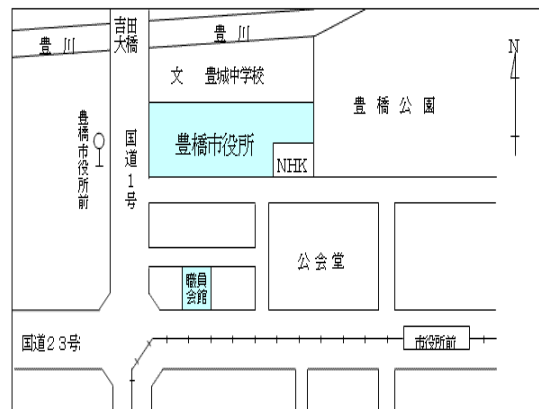 吉田
大橋
豊 川
豊 川
N
文 豊城中学校
豊 橋 公 園
豊橋市役所
NHK
豊橋市役所前
国道1号
公 会 堂
職員
会館
国道23号
市役所前